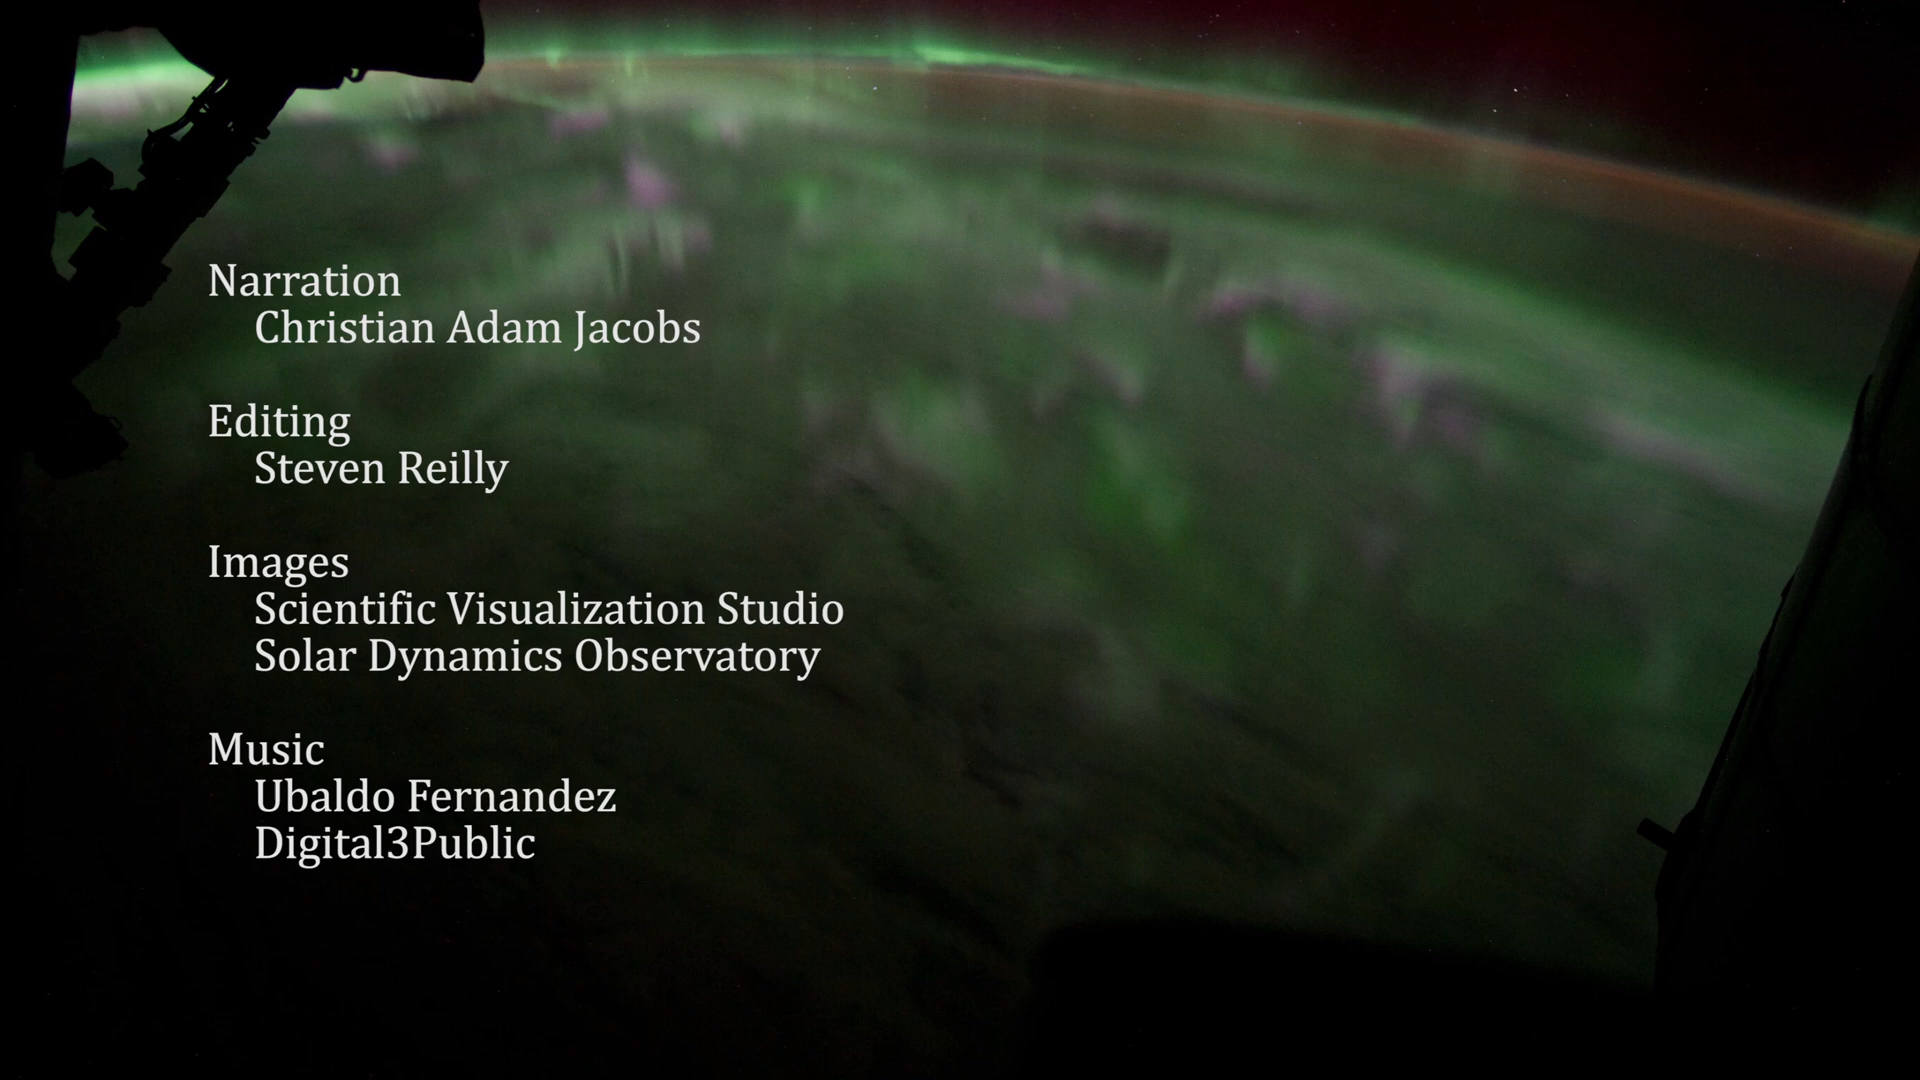 Narration
Christian Adam Jacobs
Editing
Steven Reilly
Images
Scientific Visualization Studio
Solar Dynamics Observatory
Music
Ubaldo Fernandez
Digital3Public